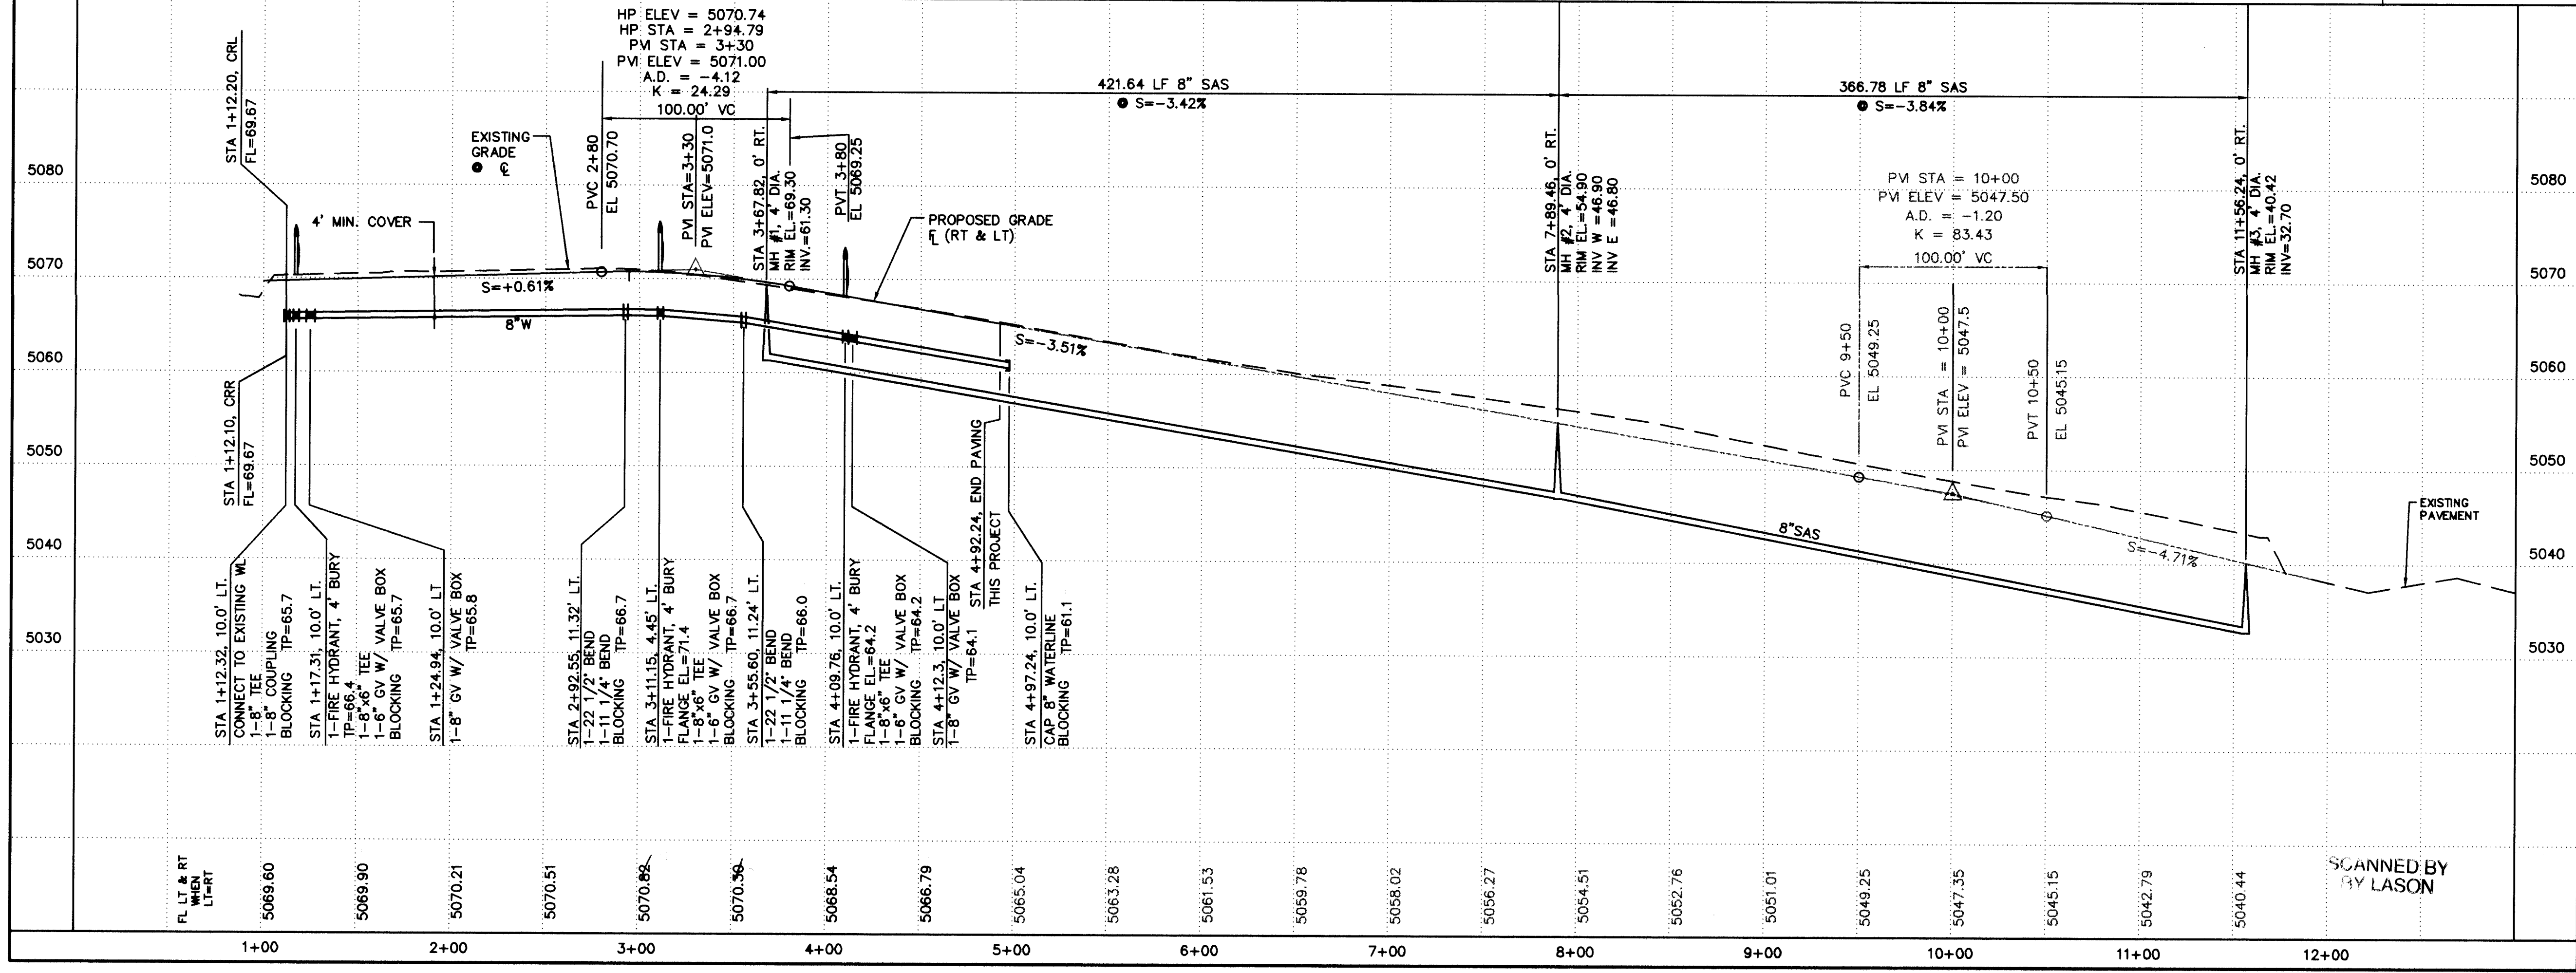 HP ELEV = 5070.74
HP STA = 2+94.79
PVI STA = 3+30
PVI ELEV = 5071.00
A.D. = -4.12
K = 24.29
100.00' VC
421.64 LF 8" SAS
S=-3.42%
366.78 LF 8" SAS
S=-3.84%
STA 1+12.20, CRL
FL=69.67
EXISTING
GRADE
℄
4' MIN. COVER
PVC 2+80
EL 5070.70
PVI STA=3+30
PVI ELEV=5071.0
STA 3+67.82, 0' RT.
MH #1, 4' DIA.
RIM EL.=69.30
INV.=61.30
PVT 3+80
EL 5069.25
PROPOSED GRADE
FL (RT & LT)
STA 7+89.46, 0' RT.
MH #2, 4' DIA.
RIM EL.=54.90
INV W =46.90
INV E =46.80
PVI STA = 10+00
PVI ELEV = 5047.50
A.D. = -1.20
K = 83.43
100.00' VC
STA 11+56.24, 0' RT.
MH #3, 4' DIA.
RIM EL.=40.42
INV=32.70
S=+0.61%
8"W
S=-3.51%
PVC 9+50
EL 5049.25
PVI STA = 10+00
PVI ELEV = 5047.5
PVT 10+50
EL 5045.15
8"SAS
S=-4.71%
EXISTING
PAVEMENT
5080
5070
5060
5050
5040
5030
5080
5070
5060
5050
5040
5030
STA 1+12.10, CRR
FL=69.67
STA 1+12.32, 10.0' LT.
CONNECT TO EXISTING WL
1-8" TEE
1-8" COUPLING
BLOCKING TP=65.7
STA 1+17.31, 10.0' LT.
1-FIRE HYDRANT, 4' BURY
TP=66.4
1-8"x6" TEE
1-6" GV W/ VALVE BOX
BLOCKING TP=65.7
STA 1+24.94, 10.0' LT
1-8" GV W/ VALVE BOX
TP=65.8
STA 2+92.55, 11.32' LT.
1-22 1/2° BEND
1-11 1/4° BEND
BLOCKING TP=66.7
STA 3+11.15, 4.45' LT.
1-FIRE HYDRANT, 4' BURY
FLANGE EL=71.4
1-8"x6" TEE
1-6" GV W/ VALVE BOX
BLOCKING TP=66.7
STA 3+55.60, 11.24' LT.
1-22 1/2° BEND
1-11 1/4° BEND
BLOCKING TP=66.0
STA 4+09.76, 10.0' LT.
1-FIRE HYDRANT, 4' BURY
FLANGE EL.=64.2
1-8"x6" TEE
1-6" GV W/ VALVE BOX
BLOCKING TP=64.2
STA 4+12.3, 10.0' LT
1-8" GV W/ VALVE BOX
TP=64.1
STA 4+92.24, END PAVING
THIS PROJECT
STA 4+97.24, 10.0' LT.
CAP 8" WATERLINE
BLOCKING TP=61.1
FL LT & RT
WHEN
LT=RT
5069.60
5069.90
5070.21
5070.51
5070.82
5070.30
5068.54
5066.79
5065.04
5063.28
5061.53
5059.78
5058.02
5056.27
5054.51
5052.76
5051.01
5049.25
5047.35
5045.15
5042.79
5040.44
SCANNED BY
BY LASON
1+00
2+00
3+00
4+00
5+00
6+00
7+00
8+00
9+00
10+00
11+00
12+00